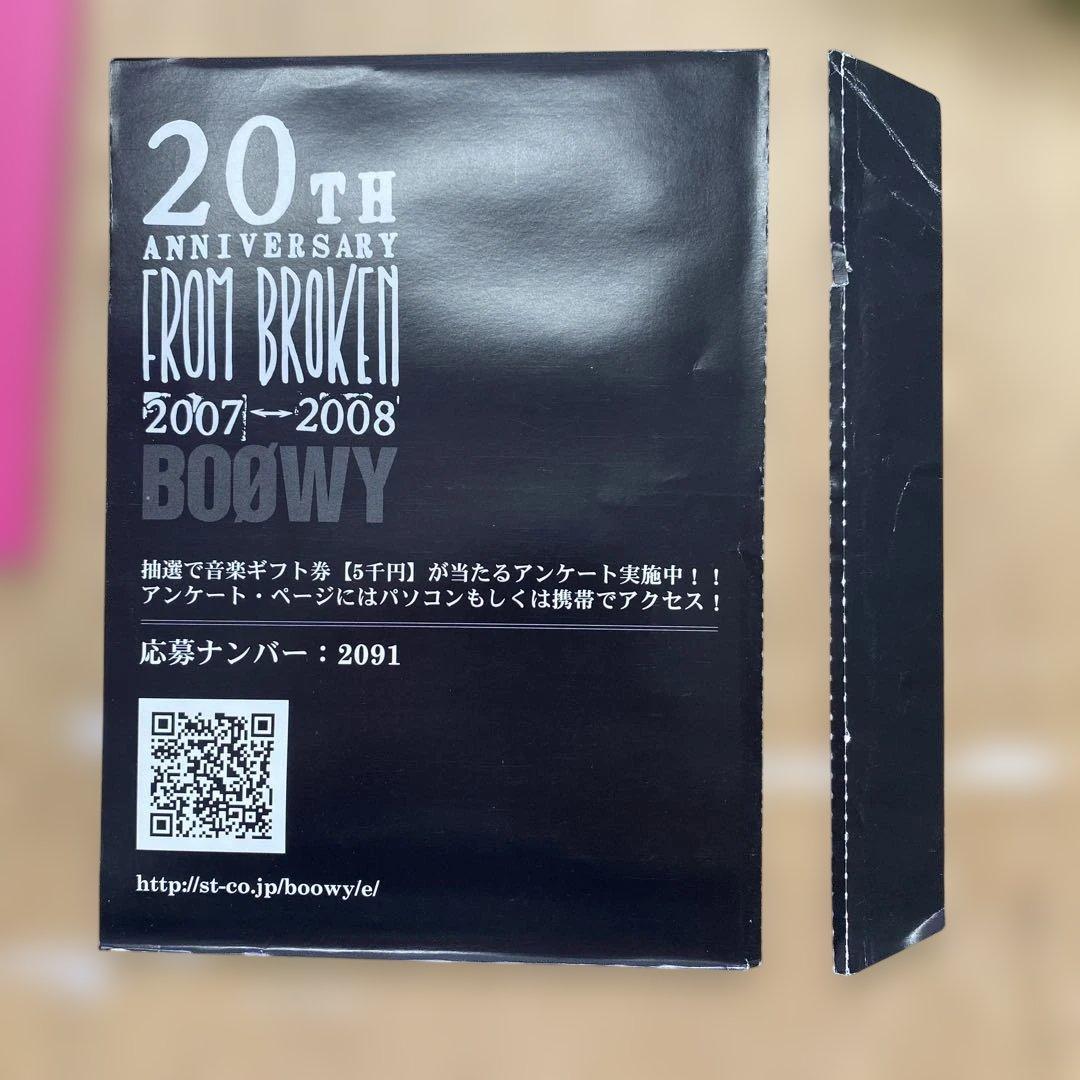 20TH
ANNIVERSARY
FROM BROKEN
2007↔2008
BOØWY
抽選で音楽ギフト券【5千円】が当たるアンケート実施中！！
アンケート・ページにはパソコンもしくは携帯でアクセス！
応募ナンバー：2091
http://st-co.jp/boowy/e/